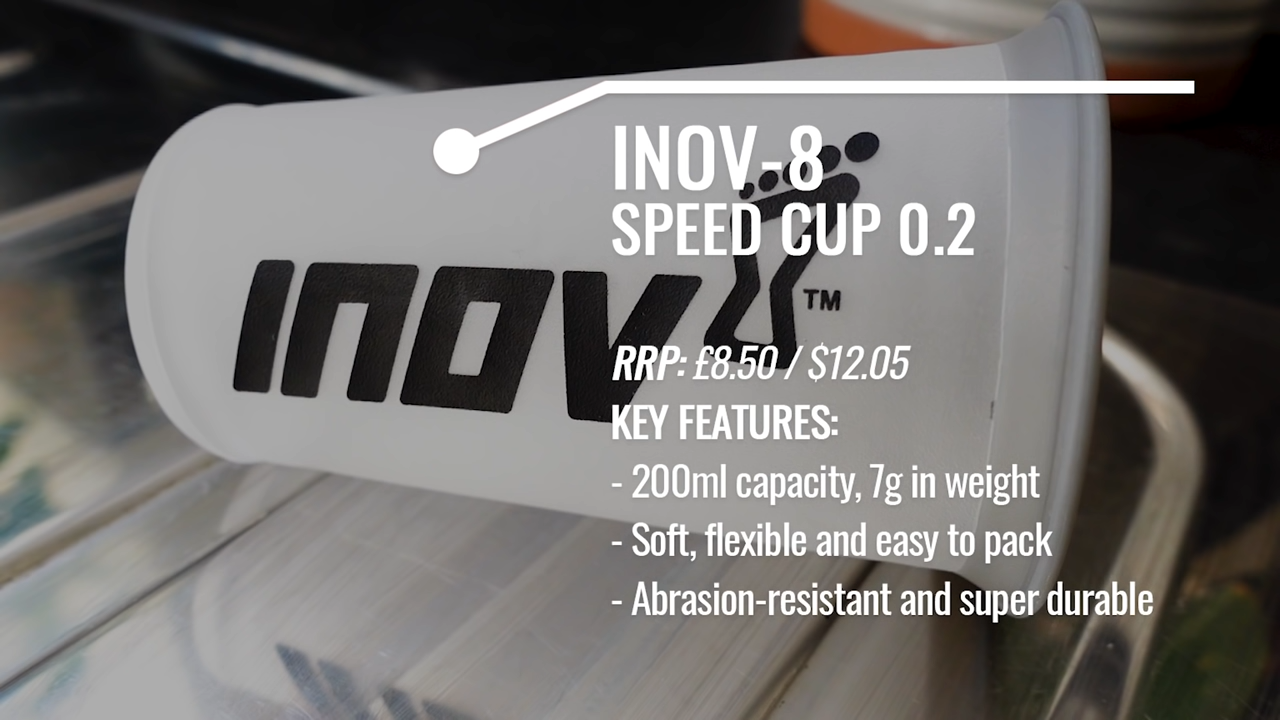 INOV-8
SPEED CUP 0.2
INOV
TM
RRP: £8.50 / $12.05
KEY FEATURES:
- 200ml capacity, 7g in weight
- Soft, flexible and easy to pack
- Abrasion-resistant and super durable